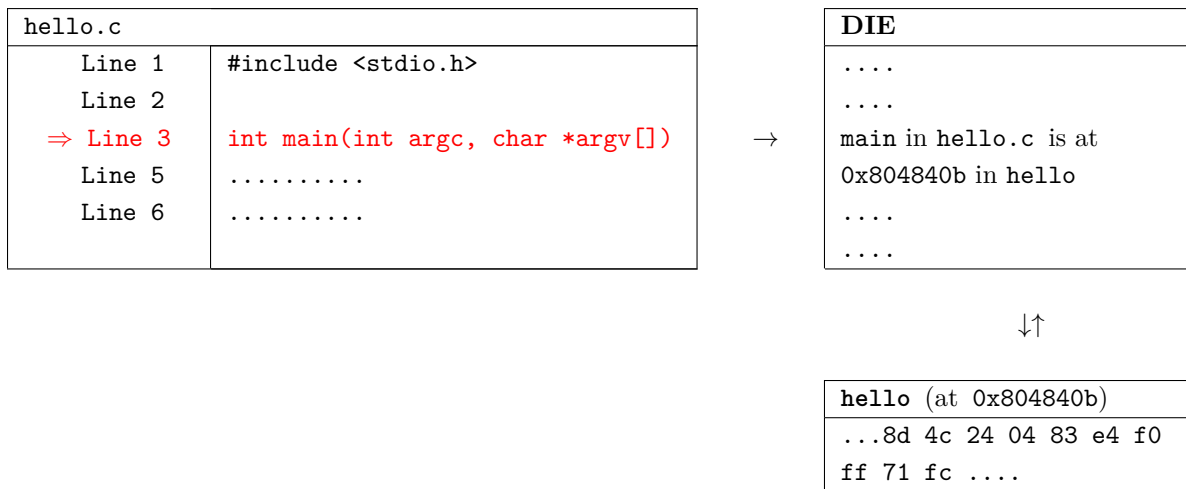 hello.c
Line 1 #include <stdio.h>
Line 2
⇒ Line 3 int main(int argc, char *argv[])
Line 5 ..........
Line 6 ..........
→
DIE
....
....
main in hello.c is at
0x804840b in hello
....
....
↓↑
hello (at 0x804840b)
...8d 4c 24 04 83 e4 f0
ff 71 fc ....